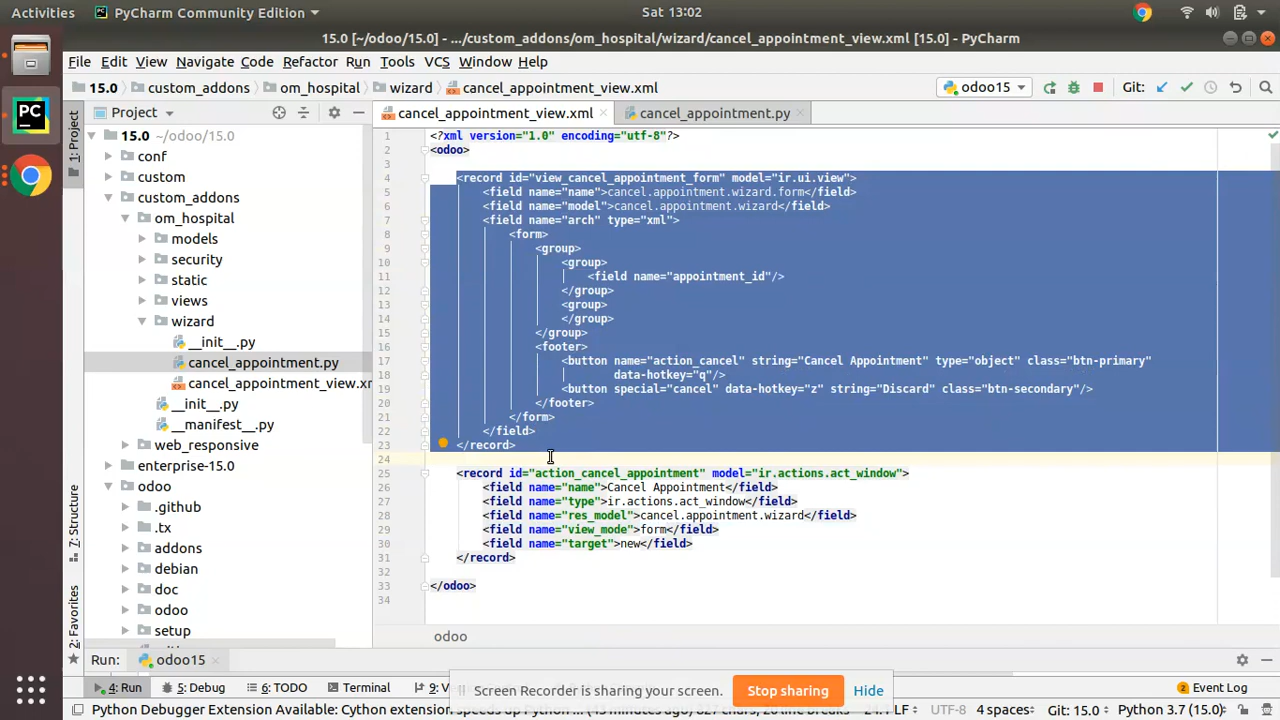 Activities PyCharm Community Edition Sat 13:02
15.0 [~/odoo/15.0] - .../custom_addons/om_hospital/wizard/cancel_appointment_view.xml [15.0] - PyCharm
File Edit View Navigate Code Refactor Run Tools VCS Window Help
15.0 custom_addons om_hospital wizard cancel_appointment_view.xml odoo15 Git:
Project cancel_appointment_view.xml cancel_appointment.py
1: Project
7: Structure
2: Favorites
15.0 ~/odoo/15.0
conf
custom
custom_addons
om_hospital
models
security
static
views
wizard
__init__.py
cancel_appointment.py
cancel_appointment_view.xr
__init__.py
__manifest__.py
web_responsive
enterprise-15.0
odoo
.github
.tx
addons
debian
doc
odoo
setup
1 <?xml version="1.0" encoding="utf-8"?>
2 <odoo>
3
4 <record id="view_cancel_appointment_form" model="ir.ui.view">
5 <field name="name">cancel.appointment.wizard.form</field>
6 <field name="model">cancel.appointment.wizard</field>
7 <field name="arch" type="xml">
8 <form>
9 <group>
10 <group>
11 <field name="appointment_id"/>
12 </group>
13 <group>
14 </group>
15 </group>
16 <footer>
17 <button name="action_cancel" string="Cancel Appointment" type="object" class="btn-primary"
18 data-hotkey="q"/>
19 <button special="cancel" data-hotkey="z" string="Discard" class="btn-secondary"/>
20 </footer>
21 </form>
22 </field>
23 </record>
24
25 <record id="action_cancel_appointment" model="ir.actions.act_window">
26 <field name="name">Cancel Appointment</field>
27 <field name="type">ir.actions.act_window</field>
28 <field name="res_model">cancel.appointment.wizard</field>
29 <field name="view_mode">form</field>
30 <field name="target">new</field>
31 </record>
32
33 </odoo>
34
odoo
Run: odoo15
4: Run 5: Debug 6: TODO Terminal 9: V Event Log
Screen Recorder is sharing your screen. Stop sharing Hide
Python Debugger Extension Available: Cython extension speeds up Python ... (45 minutes ago) 827 chars, 20 line breaks 24:1 LF UTF-8 4 spaces Git: 15.0 Python 3.7 (15.0)